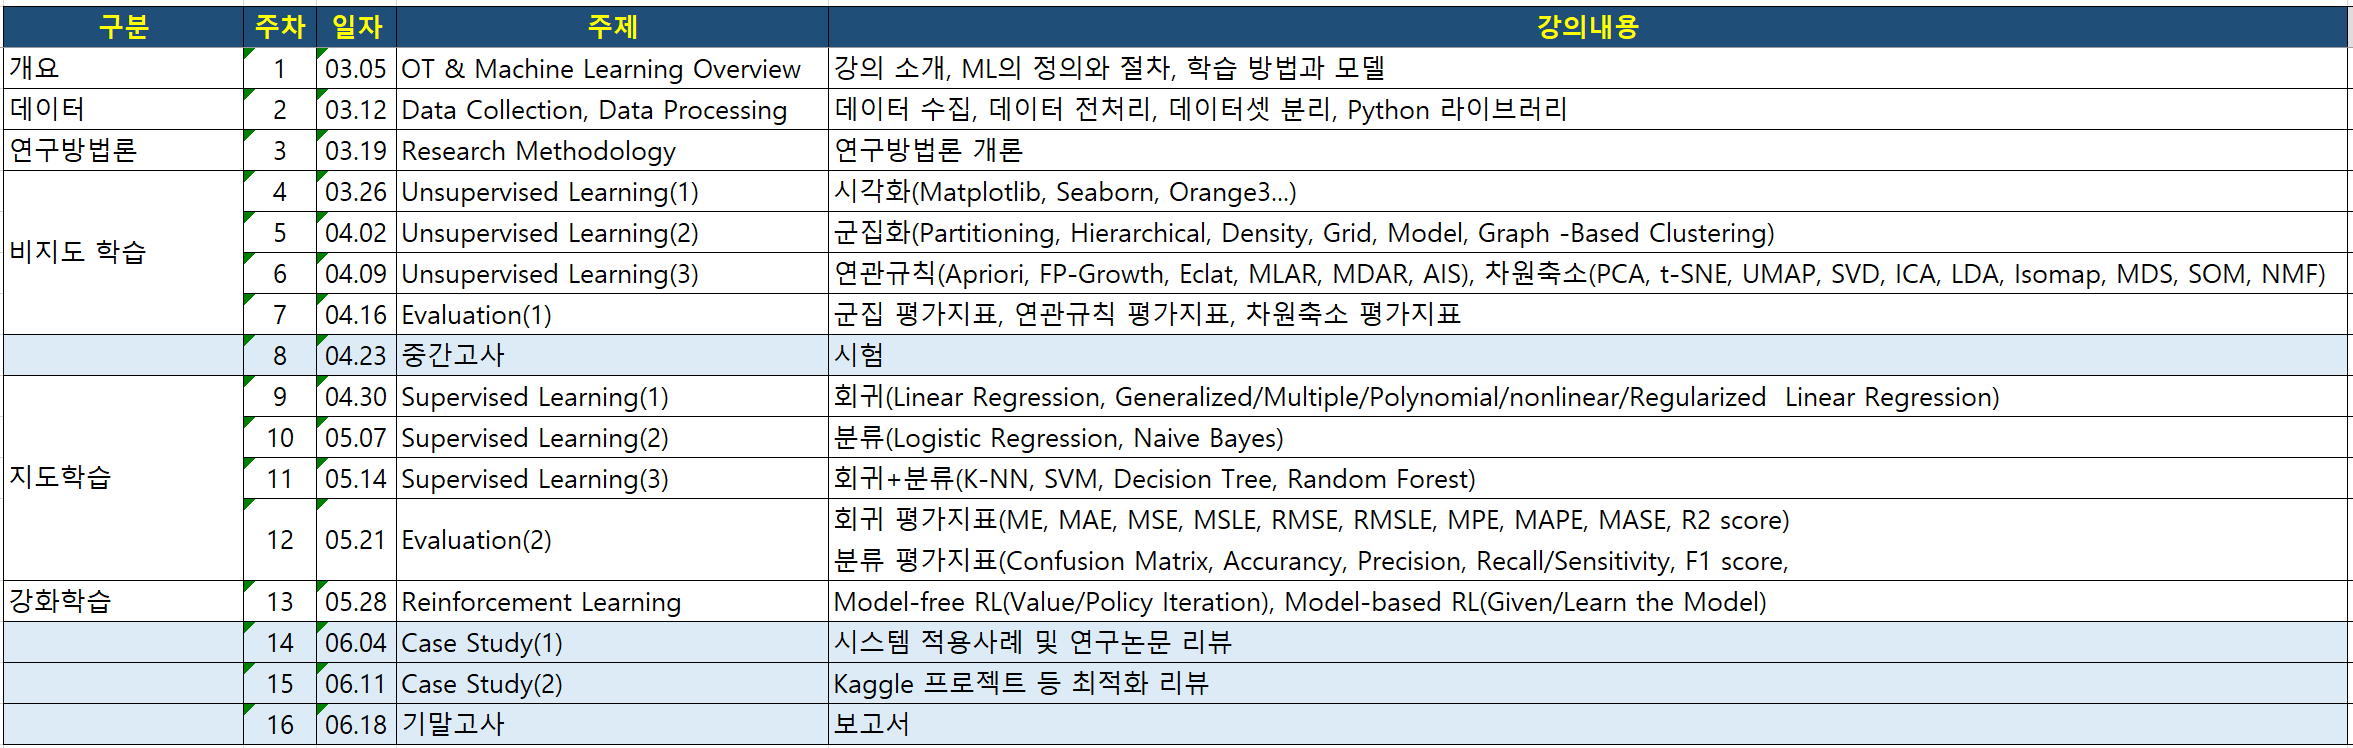 구분 주차 일자 주제 강의내용
개요 1 03.05 OT & Machine Learning Overview 강의 소개, ML의 정의와 절차, 학습 방법과 모델
데이터 2 03.12 Data Collection, Data Processing 데이터 수집, 데이터 전처리, 데이터셋 분리, Python 라이브러리
연구방법론 3 03.19 Research Methodology 연구방법론 개론
비지도 학습 4 03.26 Unsupervised Learning(1) 시각화(Matplotlib, Seaborn, Orange3...)
5 04.02 Unsupervised Learning(2) 군집화(Partitioning, Hierarchical, Density, Grid, Model, Graph -Based Clustering)
6 04.09 Unsupervised Learning(3) 연관규칙(Apriori, FP-Growth, Eclat, MLAR, MDAR, AIS), 차원축소(PCA, t-SNE, UMAP, SVD, ICA, LDA, Isomap, MDS, SOM, NMF)
7 04.16 Evaluation(1) 군집 평가지표, 연관규칙 평가지표, 차원축소 평가지표
8 04.23 중간고사 시험
지도학습 9 04.30 Supervised Learning(1) 회귀(Linear Regression, Generalized/Multiple/Polynomial/nonlinear/Regularized  Linear Regression)
10 05.07 Supervised Learning(2) 분류(Logistic Regression, Naive Bayes)
11 05.14 Supervised Learning(3) 회귀+분류(K-NN, SVM, Decision Tree, Random Forest)
12 05.21 Evaluation(2) 회귀 평가지표(ME, MAE, MSE, MSLE, RMSE, RMSLE, MPE, MAPE, MASE, R2 score)
분류 평가지표(Confusion Matrix, Accurancy, Precision, Recall/Sensitivity, F1 score,
강화학습 13 05.28 Reinforcement Learning Model-free RL(Value/Policy Iteration), Model-based RL(Given/Learn the Model)
14 06.04 Case Study(1) 시스템 적용사례 및 연구논문 리뷰
15 06.11 Case Study(2) Kaggle 프로젝트 등 최적화 리뷰
16 06.18 기말고사 보고서